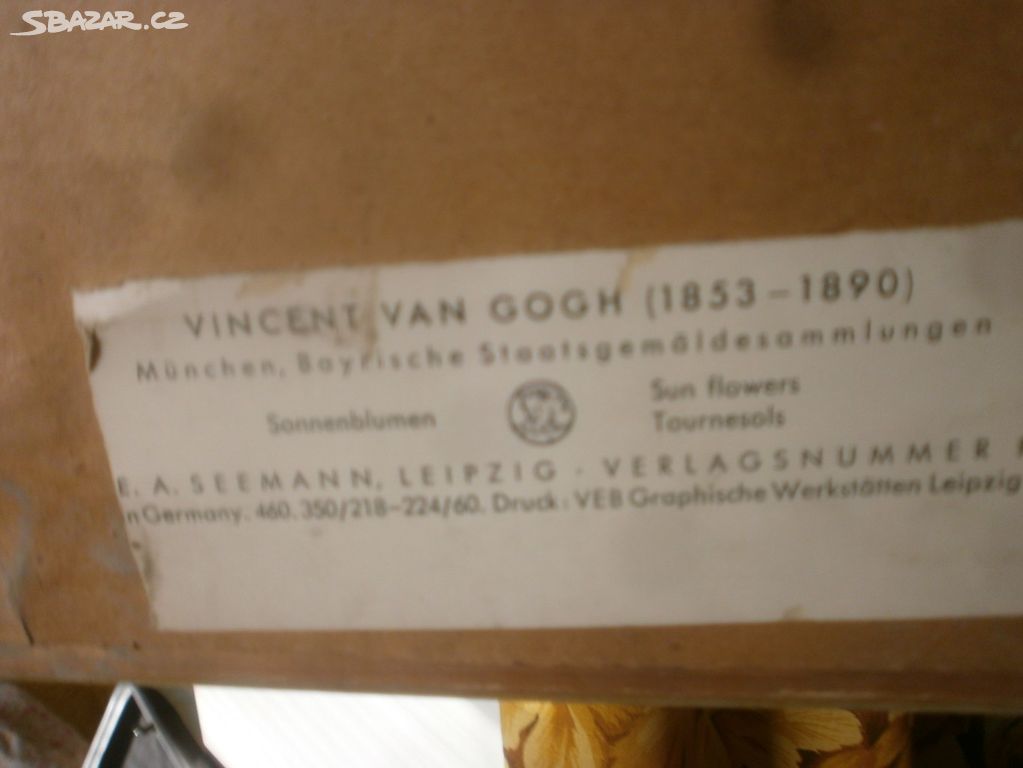 SBAZAR.CZ
VINCENT VAN GOGH (1853-1890)
München, Bayrische Staatsgemäldesammlungen
Sonnenblumen
Sun flowers
Tournesols
E. A. SEEMANN, LEIPZIG · VERLAGSNUMMER
n Germany. 460. 350/218-224/60. Druck: VEB Graphische Werkstätten Leipzig